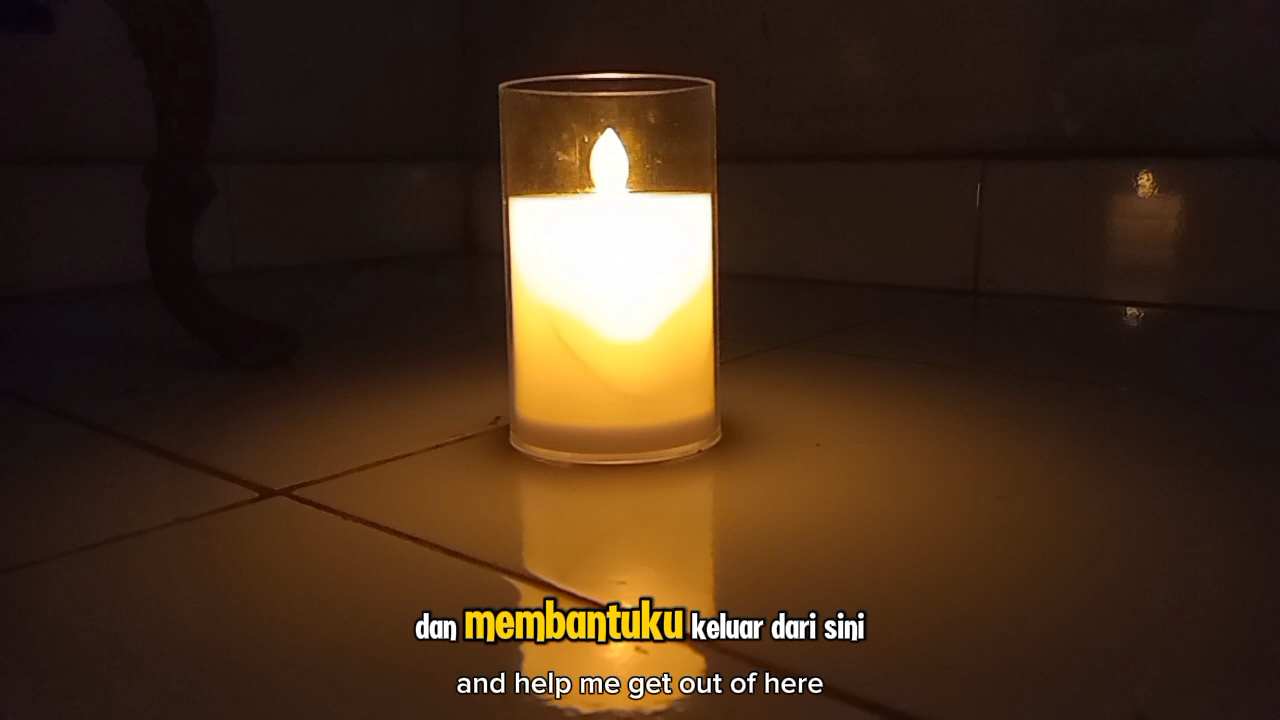 dan membantuku keluar dari sini
and help me get out of here